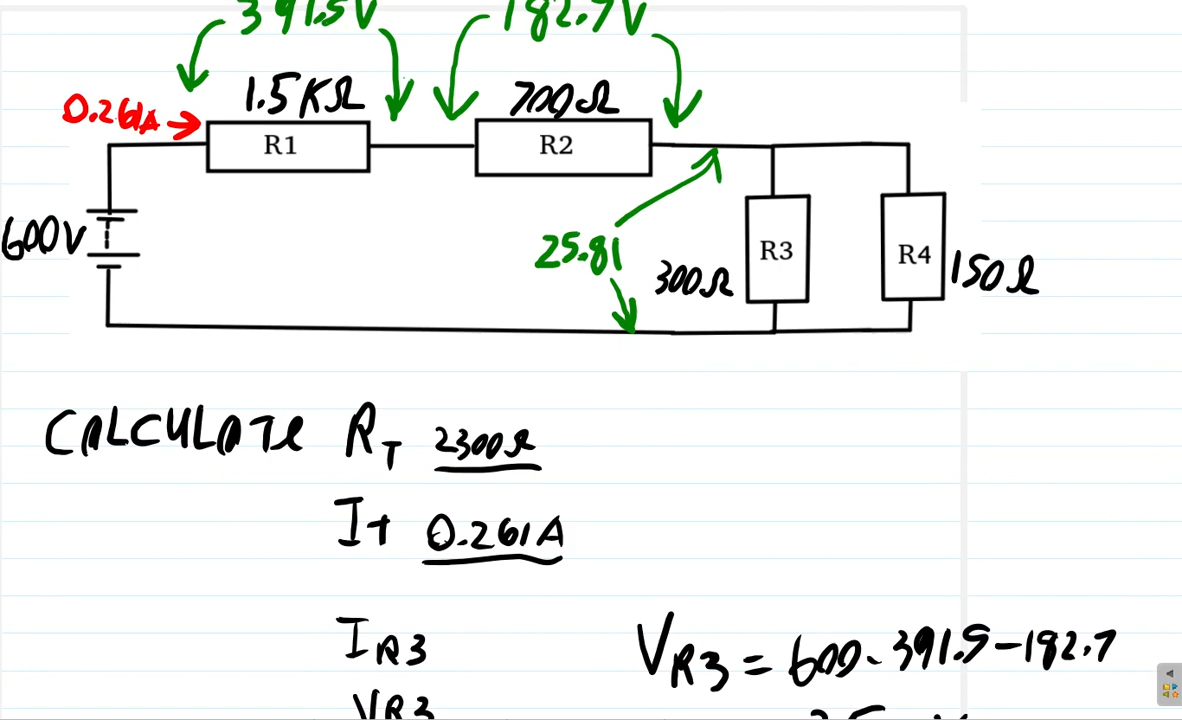 391.5V 182.7V
0.261A 1.5KΩ 700Ω
R1 R2
600V 25.81 300Ω R3 R4 150Ω
CALCULATE RT 2300Ω
IT 0.261A
IR3 VR3 = 600-391.5-182.7
VR3